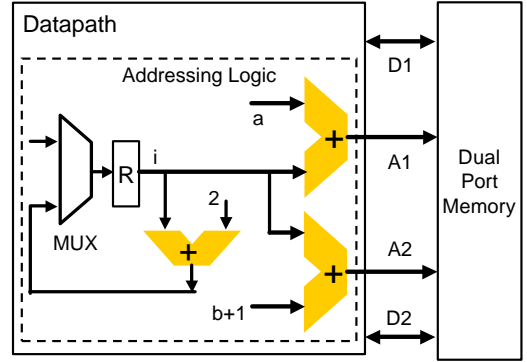 Datapath
D1
Addressing Logic
a
+
A1
i
R
Dual
Port
Memory
2
MUX
+
A2
+
b+1
D2